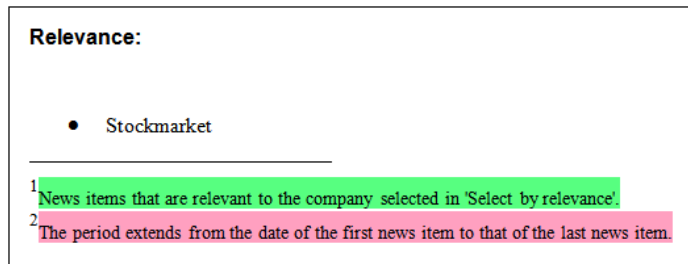 Relevance:
• Stockmarket
1News items that are relevant to the company selected in 'Select by relevance'.
2The period extends from the date of the first news item to that of the last news item.